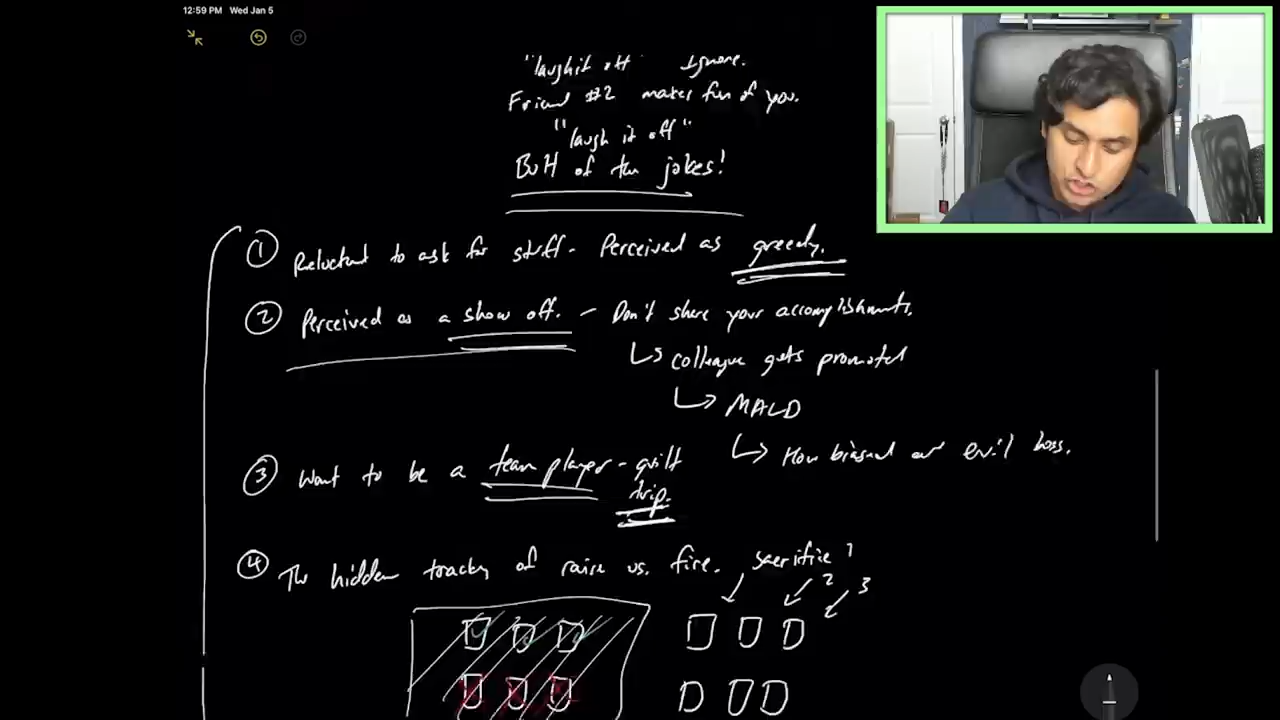 12:59 PM Wed Jan 5
"laugh it off" Ignore.
Friend #2 makes fun of you.
"laugh it off"
Butt of the jokes!
① Reluctant to ask for stuff - Perceived as greedy.
② Perceived as a show off. - Don't share your accomplishments.
↳ colleague gets promoted
↳ MALD
↳ How biased or evil boss.
③ Want to be a team player - guilt
trip.
④ The hidden tracking of raise vs. fire. sacrifice 1
2
3